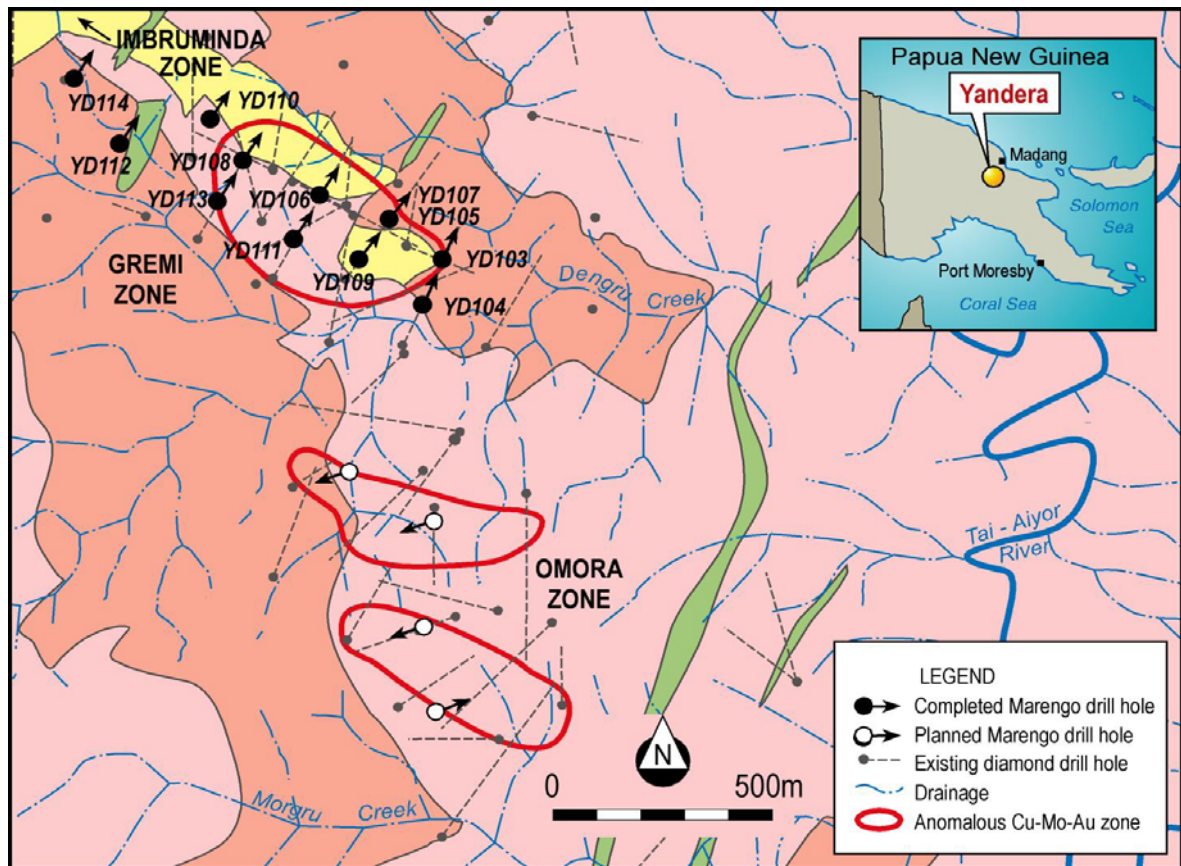 IMBRUMINDA
ZONE
YD114
YD110
YD112
YD108
YD113
YD106
YD107
YD105
YD111
YD109
YD103
YD104
GREMI
ZONE
Dengru Creek
OMORA
ZONE
Tai - Aiyor
River
Morgru Creek
N
0 500m
Papua New Guinea
Yandera
Madang
Solomon
Sea
Port Moresby
Coral Sea
LEGEND
Completed Marengo drill hole
Planned Marengo drill hole
Existing diamond drill hole
Drainage
Anomalous Cu-Mo-Au zone